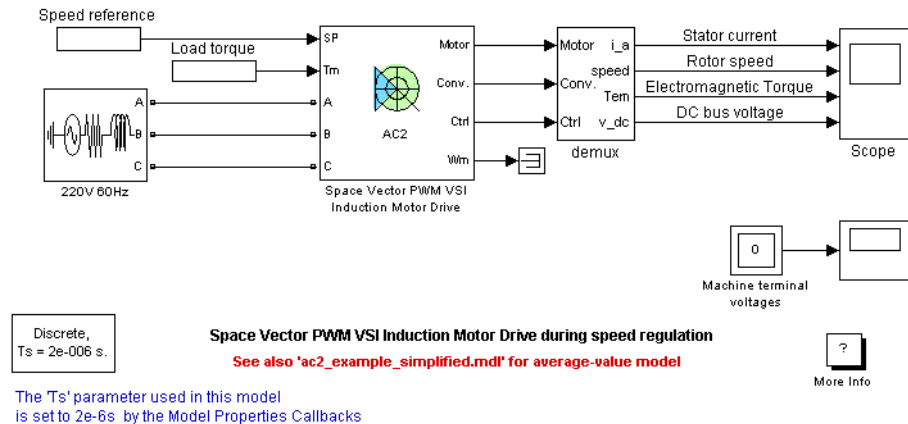 Speed reference
Load torque
SP
Tm
A
B
C
AC2
Motor
Conv.
Ctrl
Wm
Space Vector PWM VSI
Induction Motor Drive
A
B
C
220V 60Hz
Motor
Conv.
Ctrl
i_a
speed
Tem
v_dc
demux
Stator current
Rotor speed
Electromagnetic Torque
DC bus voltage
Scope
0
Machine terminal
voltages
Discrete,
Ts = 2e-006 s.
Space Vector PWM VSI Induction Motor Drive during speed regulation
See also 'ac2_example_simplified.mdl' for average-value model
?
More Info
The 'Ts' parameter used in this model
is set to 2e-6s by the Model Properties Callbacks